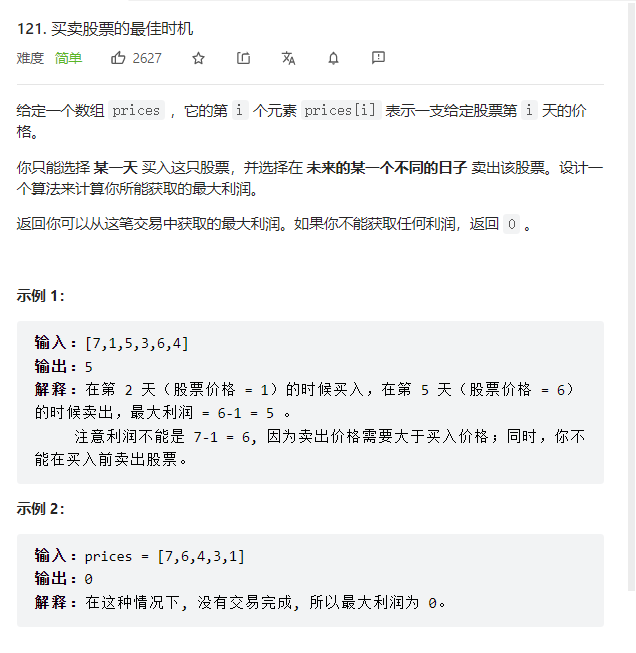 121. 买卖股票的最佳时机
难度 简单 2627
给定一个数组 prices ，它的第 i 个元素 prices[i] 表示一支给定股票第 i 天的价
格。
你只能选择 某一天 买入这只股票，并选择在 未来的某一个不同的日子 卖出该股票。设计一
个算法来计算你所能获取的最大利润。
返回你可以从这笔交易中获取的最大利润。如果你不能获取任何利润，返回 0 。
示例 1：
输入：[7,1,5,3,6,4]
输出：5
解释：在第 2 天（股票价格 = 1）的时候买入，在第 5 天（股票价格 = 6）
的时候卖出，最大利润 = 6-1 = 5 。
注意利润不能是 7-1 = 6, 因为卖出价格需要大于买入价格；同时，你不
能在买入前卖出股票。
示例 2：
输入：prices = [7,6,4,3,1]
输出：0
解释：在这种情况下, 没有交易完成, 所以最大利润为 0。